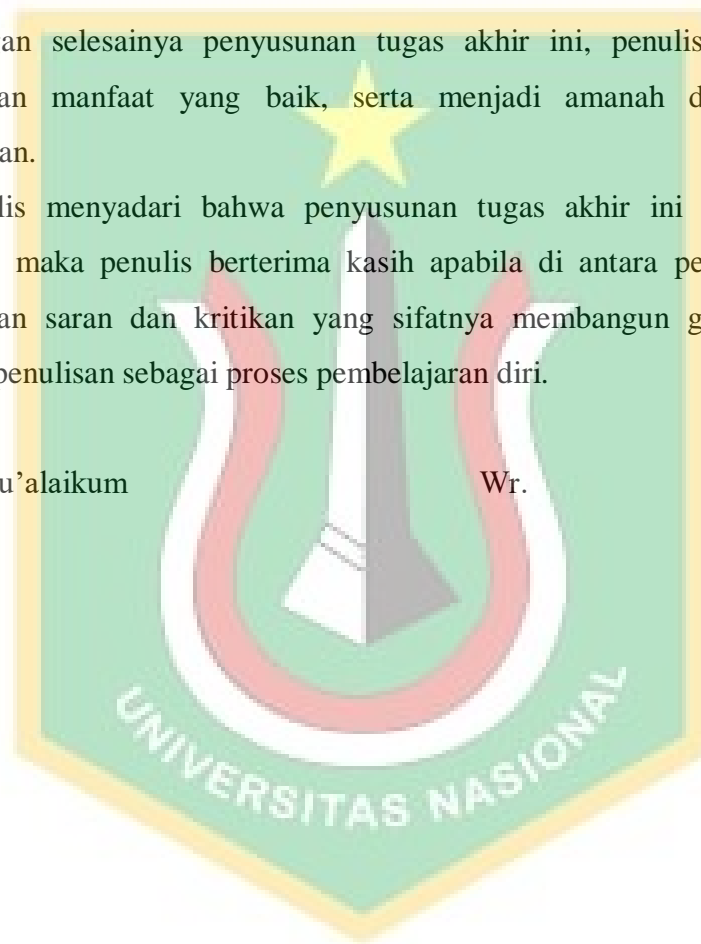 an selesainya penyusunan tugas akhir ini, penulis
an manfaat yang baik, serta menjadi amanah d
an.
lis menyadari bahwa penyusunan tugas akhir ini
maka penulis berterima kasih apabila di antara pe
an saran dan kritikan yang sifatnya membangun g
penulisan sebagai proses pembelajaran diri.
u’alaikum Wr.
UNIVERSITAS NASIONAL